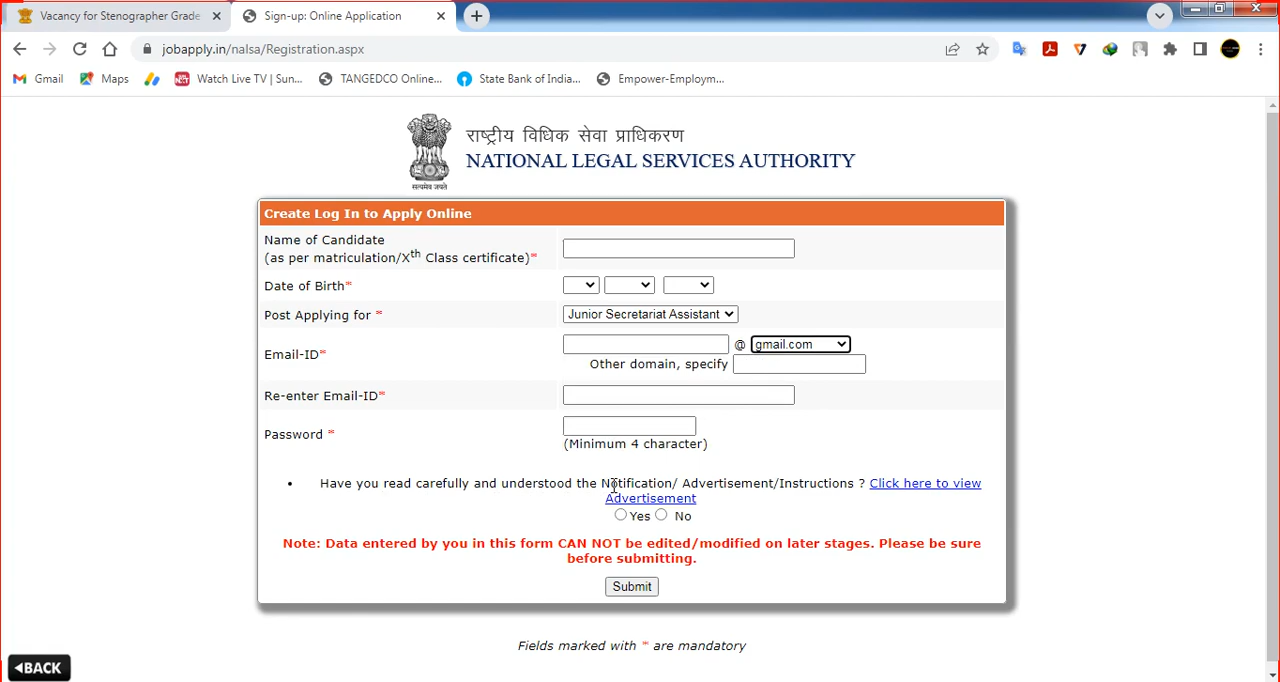 Vacancy for Stenographer Grade
Sign-up: Online Application
jobapply.in/nalsa/Registration.aspx
Gmail
Maps
Watch Live TV | Sun...
TANGEDCO Online...
State Bank of India...
Empower-Employm...
सत्यमेव जयते
राष्ट्रीय विधिक सेवा प्राधिकरण
NATIONAL LEGAL SERVICES AUTHORITY
Create Log In to Apply Online
Name of Candidate
(as per matriculation/Xth Class certificate)*
Date of Birth*
Post Applying for * Junior Secretariat Assistant
Email-ID* @ gmail.com
Other domain, specify
Re-enter Email-ID*
Password *
(Minimum 4 character)
• Have you read carefully and understood the Notification/ Advertisement/Instructions ? Click here to view
Advertisement
Yes No
Note: Data entered by you in this form CAN NOT be edited/modified on later stages. Please be sure
before submitting.
Submit
Fields marked with * are mandatory
BACK